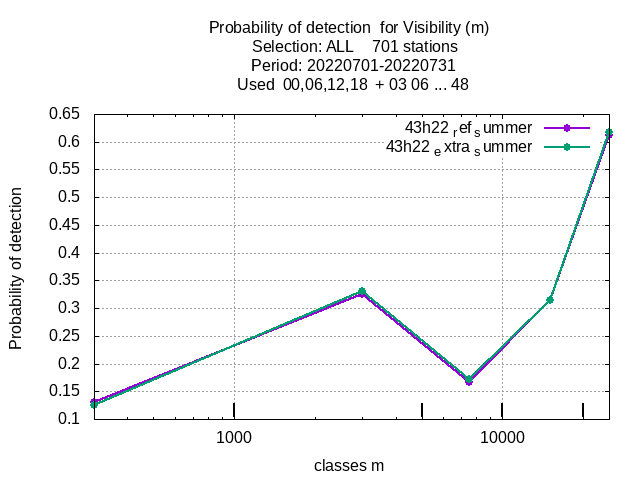 Probability of detection for Visibility (m)
Selection: ALL 701 stations
Period: 20220701-20220731
Used 00,06,12,18 + 03 06 ... 48
0.65
0.6
0.55
0.5
0.45
0.4
0.35
0.3
0.25
0.2
0.15
0.1
Probability of detection
43h22 ref summer
43h22 extra summer
1000
10000
classes m